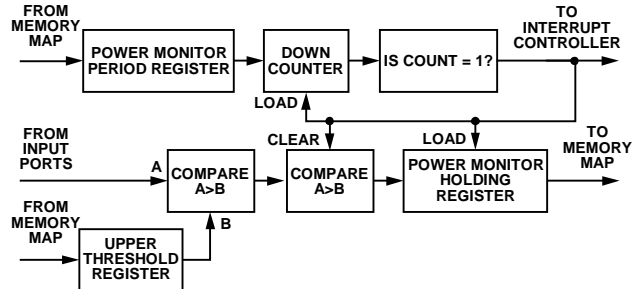 FROM
MEMORY
MAP
POWER MONITOR
PERIOD REGISTER
DOWN
COUNTER
IS COUNT = 1?
TO
INTERRUPT
CONTROLLER
LOAD
FROM
INPUT
PORTS
A
COMPARE
A>B
B
CLEAR
COMPARE
A>B
LOAD
POWER MONITOR
HOLDING
REGISTER
TO
MEMORY
MAP
FROM
MEMORY
MAP
UPPER
THRESHOLD
REGISTER